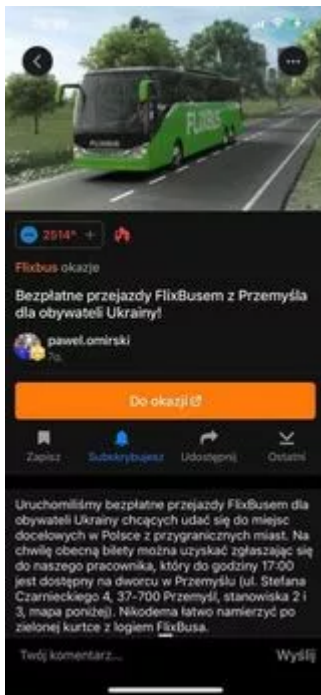 FLIXBUS
FLIXBUS
2514° +
Flixbus okazje
Bezpłatne przejazdy FlixBusem z Przemyśla
dla obywateli Ukrainy!
pawel.omirski
Do okazji
Zapisz Subskrybujesz Udostępnij Ostatni
Uruchomiliśmy bezpłatne przejazdy FlixBusem dla
obywateli Ukrainy chcących udać się do miejsc
docelowych w Polsce z przygranicznych miast. Na
chwilę obecną bilety można uzyskać zgłaszając się
do naszego pracownika, który do godziny 17:00
jest dostępny na dworcu w Przemyślu (ul. Stefana
Czarnieckiego 4, 37-700 Przemyśl, stanowiska 2 i
3, mapa poniżej). Nikodema łatwo namierzyć po
zielonej kurtce z logiem FlixBusa.
Twój komentarz... Wyślij